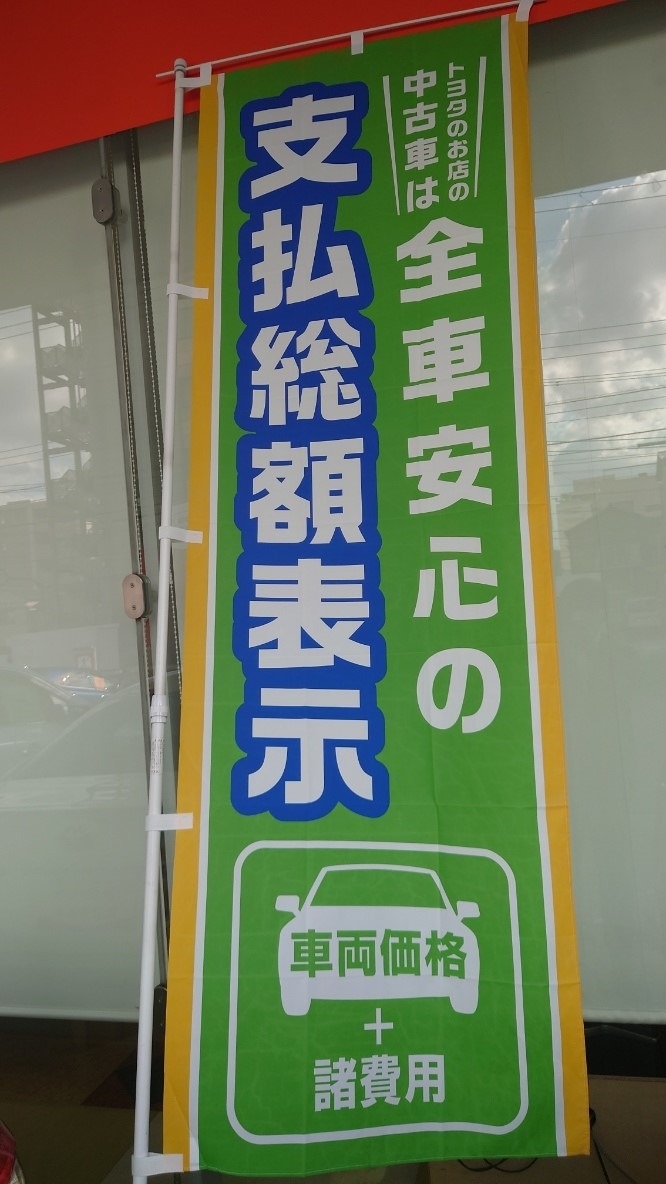 トヨタのお店の
中古車は
全車安心の
支払総額表示
車両価格
+
諸費用